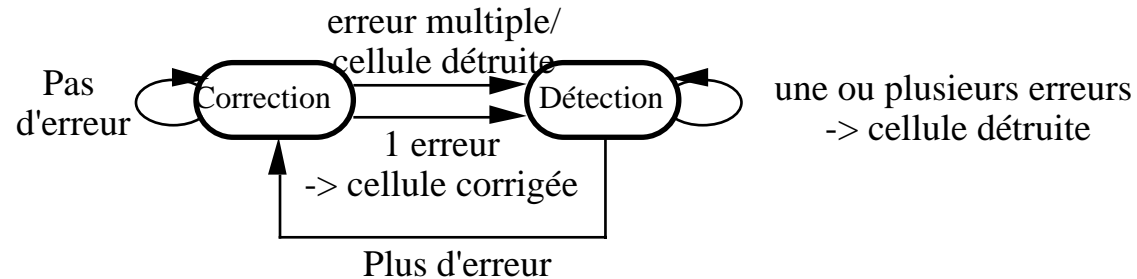 erreur multiple/
cellule détruite
Pas
d'erreur
Correction
Détection
une ou plusieurs erreurs
-> cellule détruite
1 erreur
-> cellule corrigée
Plus d'erreur